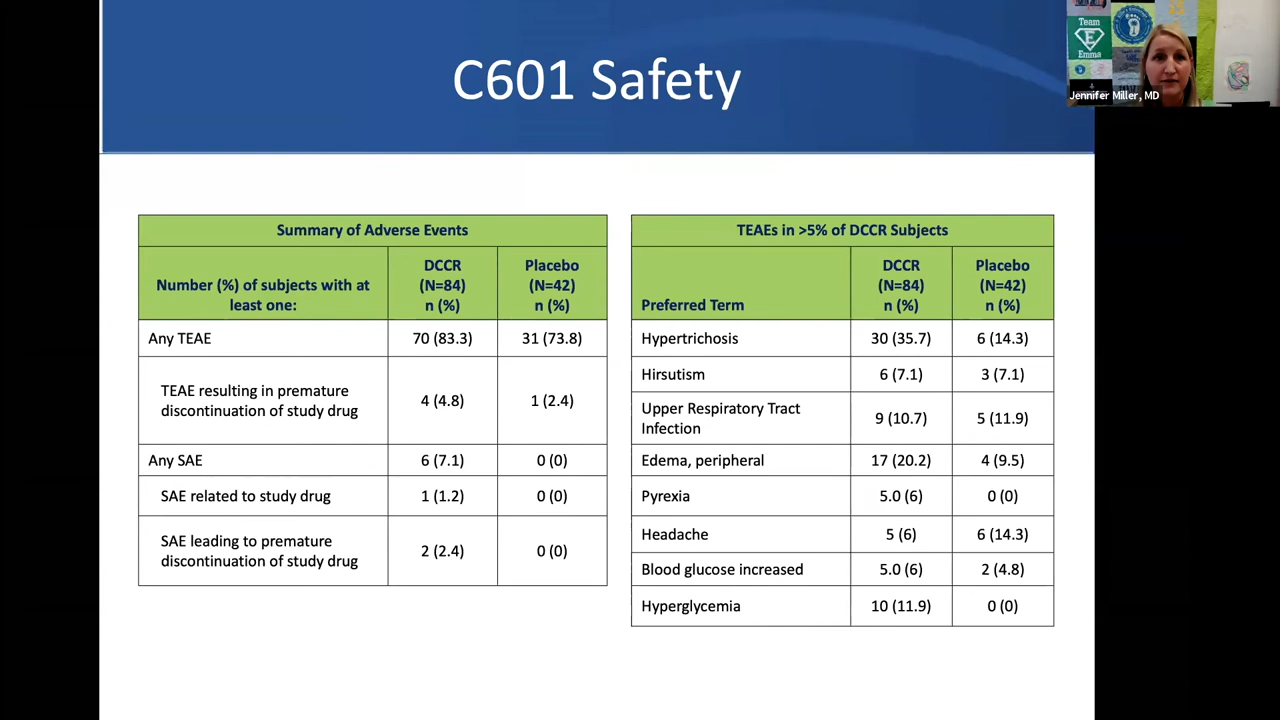 C601 Safety
Team
E
Emma
Jennifer Miller, MD
Summary of Adverse Events
Number (%) of subjects with at
least one:
DCCR
(N=84)
n (%)
Placebo
(N=42)
n (%)
Any TEAE
70 (83.3)
31 (73.8)
TEAE resulting in premature
discontinuation of study drug
4 (4.8)
1 (2.4)
Any SAE
6 (7.1)
0 (0)
SAE related to study drug
1 (1.2)
0 (0)
SAE leading to premature
discontinuation of study drug
2 (2.4)
0 (0)
TEAEs in >5% of DCCR Subjects
Preferred Term
DCCR
(N=84)
n (%)
Placebo
(N=42)
n (%)
Hypertrichosis
30 (35.7)
6 (14.3)
Hirsutism
6 (7.1)
3 (7.1)
Upper Respiratory Tract
Infection
9 (10.7)
5 (11.9)
Edema, peripheral
17 (20.2)
4 (9.5)
Pyrexia
5.0 (6)
0 (0)
Headache
5 (6)
6 (14.3)
Blood glucose increased
5.0 (6)
2 (4.8)
Hyperglycemia
10 (11.9)
0 (0)